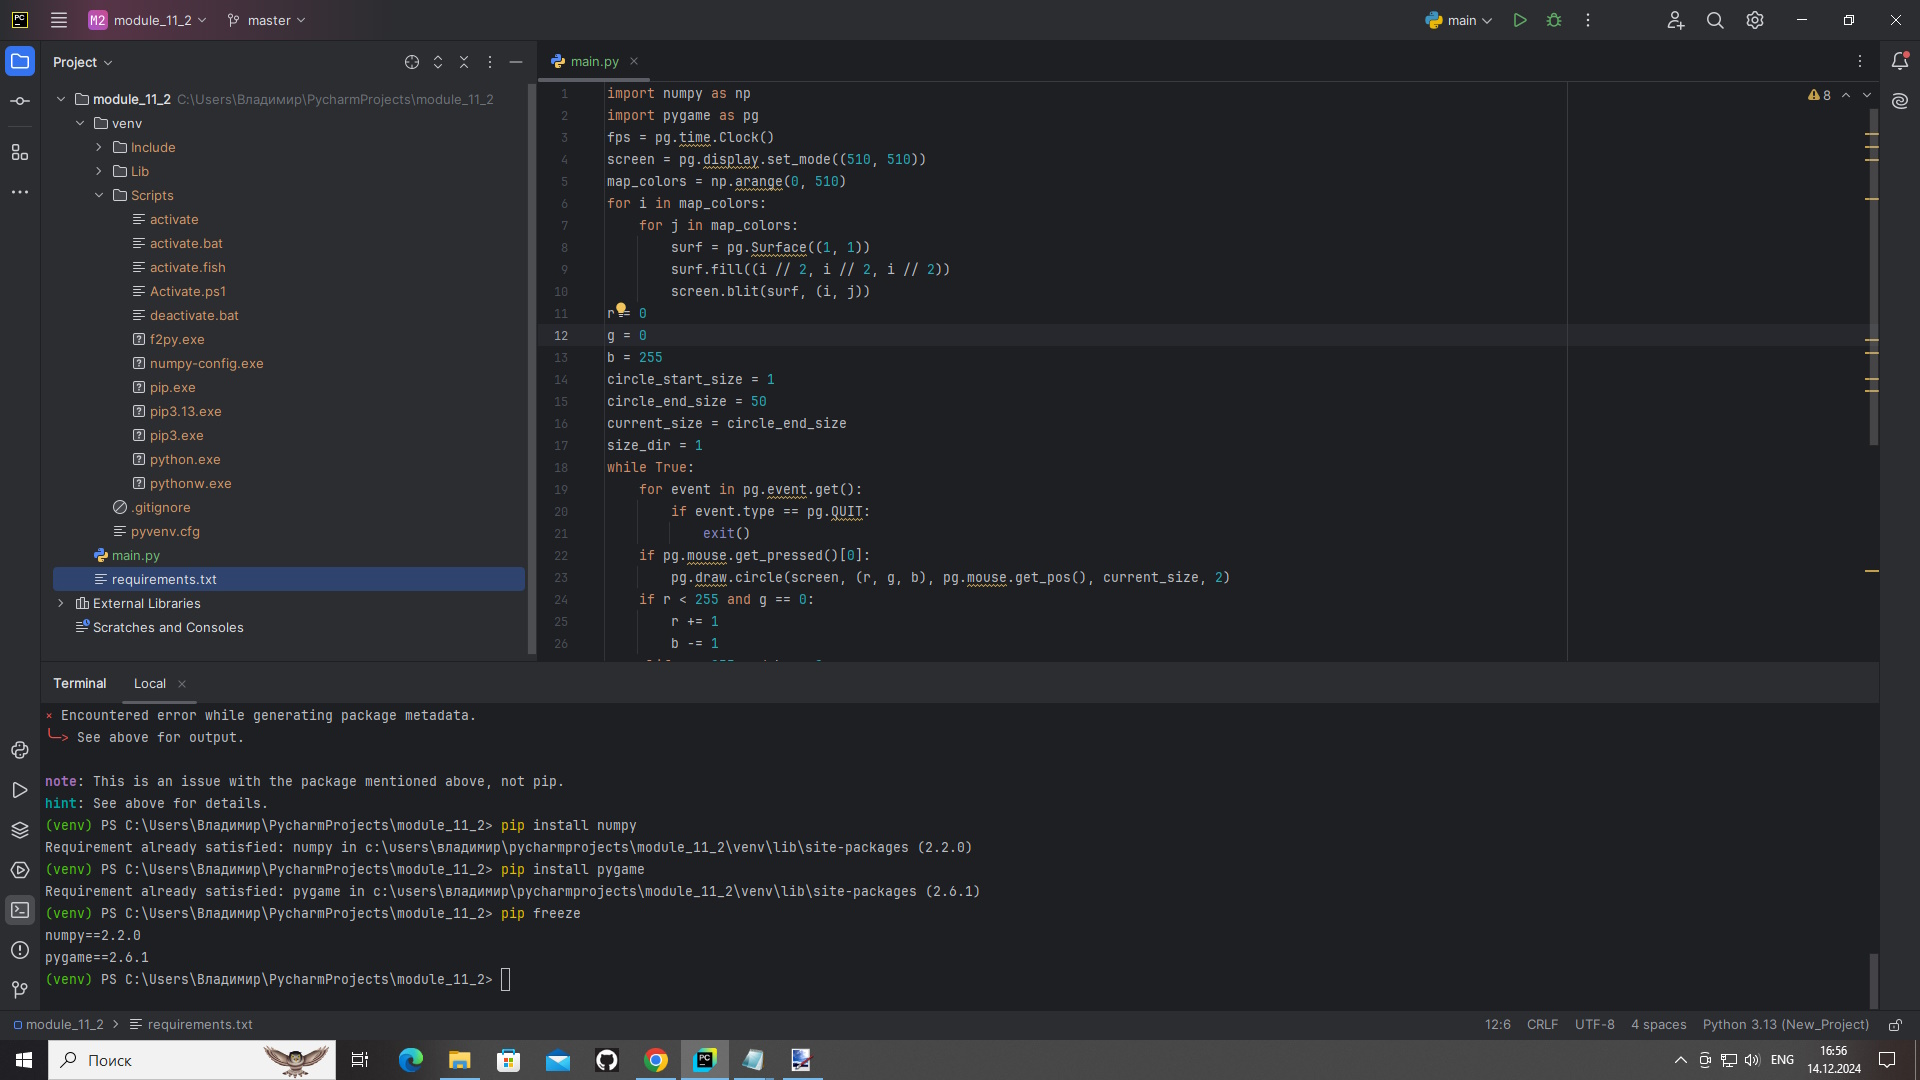 PC M2 module_11_2 master main
Project
main.py
module_11_2 C:\Users\Владимир\PycharmProjects\module_11_2
venv
Include
Lib
Scripts
activate
activate.bat
activate.fish
Activate.ps1
deactivate.bat
f2py.exe
numpy-config.exe
pip.exe
pip3.13.exe
pip3.exe
python.exe
pythonw.exe
.gitignore
pyvenv.cfg
main.py
requirements.txt
External Libraries
Scratches and Consoles
8
1 import numpy as np
2 import pygame as pg
3 fps = pg.time.Clock()
4 screen = pg.display.set_mode((510, 510))
5 map_colors = np.arange(0, 510)
6 for i in map_colors:
7 for j in map_colors:
8 surf = pg.Surface((1, 1))
9 surf.fill((i // 2, i // 2, i // 2))
10 screen.blit(surf, (i, j))
11 r = 0
12 g = 0
13 b = 255
14 circle_start_size = 1
15 circle_end_size = 50
16 current_size = circle_end_size
17 size_dir = 1
18 while True:
19 for event in pg.event.get():
20 if event.type == pg.QUIT:
21 exit()
22 if pg.mouse.get_pressed()[0]:
23 pg.draw.circle(screen, (r, g, b), pg.mouse.get_pos(), current_size, 2)
24 if r < 255 and g == 0:
25 r += 1
26 b -= 1
Terminal Local
× Encountered error while generating package metadata.
╰─> See above for output.
note: This is an issue with the package mentioned above, not pip.
hint: See above for details.
(venv) PS C:\Users\Владимир\PycharmProjects\module_11_2> pip install numpy
Requirement already satisfied: numpy in c:\users\владимир\pycharmprojects\module_11_2\venv\lib\site-packages (2.2.0)
(venv) PS C:\Users\Владимир\PycharmProjects\module_11_2> pip install pygame
Requirement already satisfied: pygame in c:\users\владимир\pycharmprojects\module_11_2\venv\lib\site-packages (2.6.1)
(venv) PS C:\Users\Владимир\PycharmProjects\module_11_2> pip freeze
numpy==2.2.0
pygame==2.6.1
(venv) PS C:\Users\Владимир\PycharmProjects\module_11_2>
module_11_2 > requirements.txt 12:6 CRLF UTF-8 4 spaces Python 3.13 (New_Project)
Поиск
PC
ENG
16:56
14.12.2024